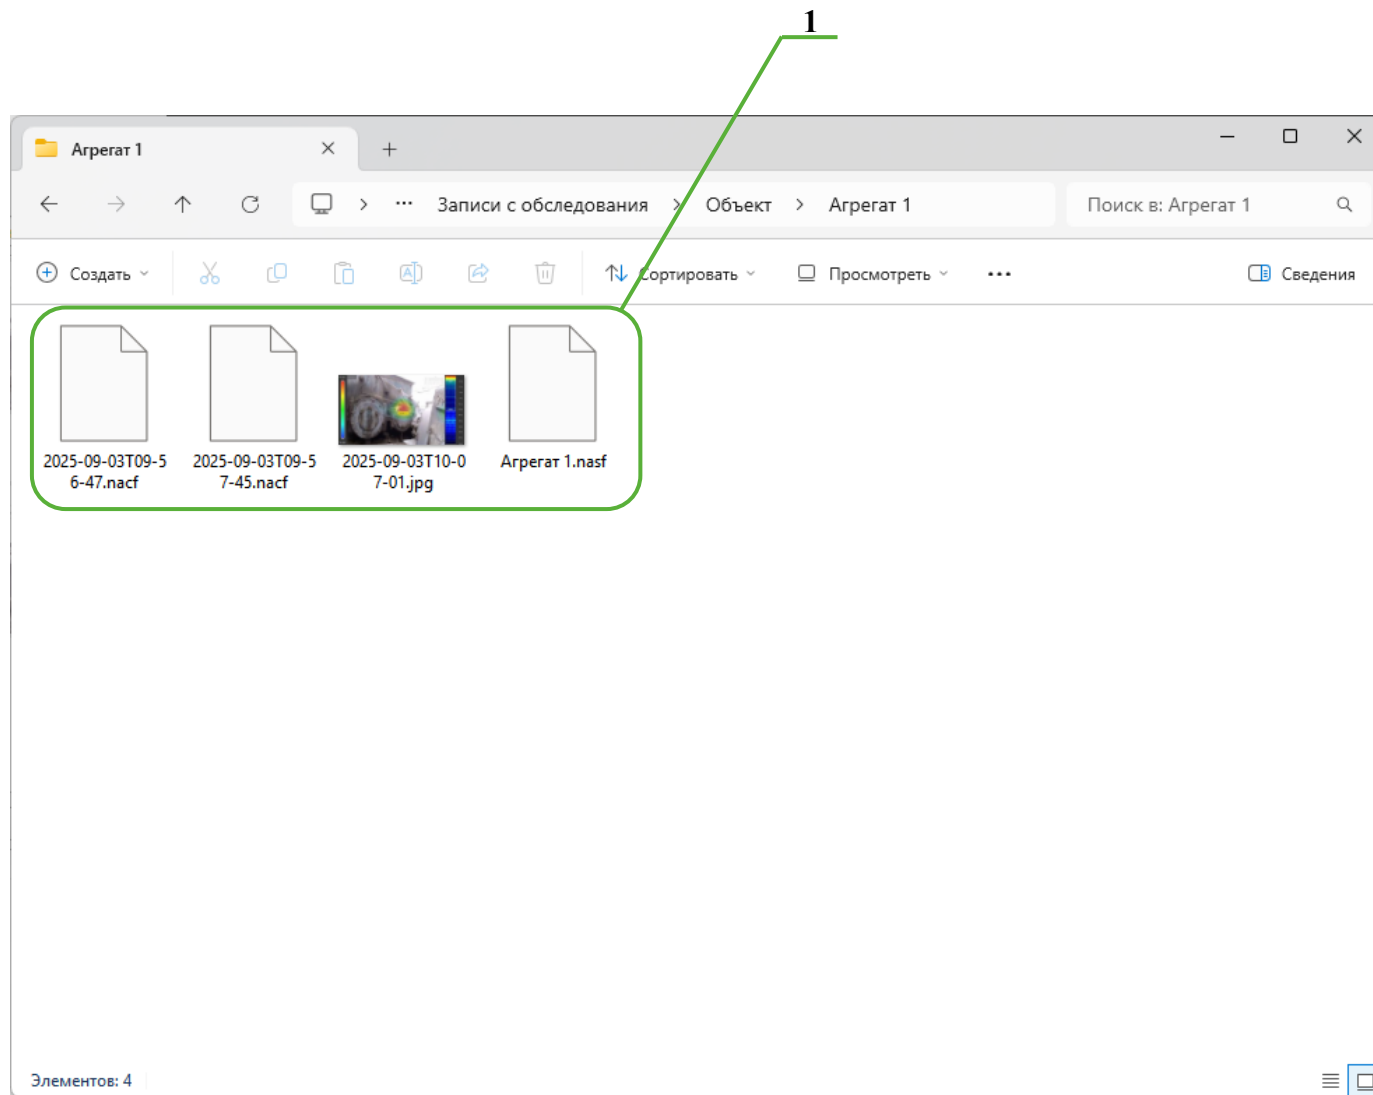 1
Агрегат 1
Записи с обследования > Объект > Агрегат 1
Поиск в: Агрегат 1
Создать
Сортировать
Просмотреть
Сведения
2025-09-03T09-5
6-47.nacf
2025-09-03T09-5
7-45.nacf
2025-09-03T10-0
7-01.jpg
Агрегат 1.nasf
Элементов: 4